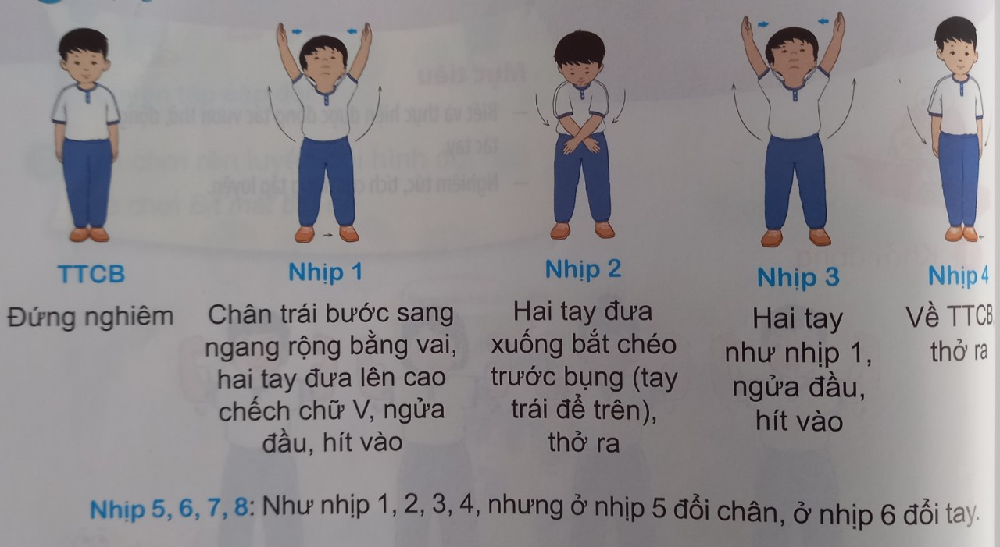 TTCB
Đứng nghiêm
Nhịp 1
Chân trái bước sang
ngang rộng bằng vai,
hai tay đưa lên cao
chếch chữ V, ngửa
đầu, hít vào
Nhịp 2
Hai tay đưa
xuống bắt chéo
trước bụng (tay
trái để trên),
thở ra
Nhịp 3
Hai tay
như nhịp 1,
ngửa đầu,
hít vào
Nhịp 4
Về TTCB
thở ra
Nhịp 5, 6, 7, 8: Như nhịp 1, 2, 3, 4, nhưng ở nhịp 5 đổi chân, ở nhịp 6 đổi tay.